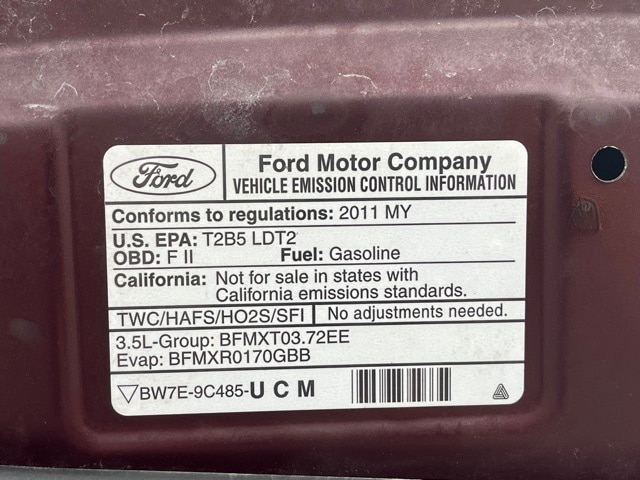 Ford
Ford Motor Company
VEHICLE EMISSION CONTROL INFORMATION
Conforms to regulations: 2011 MY
U.S. EPA: T2B5 LDT2
OBD: F II Fuel: Gasoline
California: Not for sale in states with
California emissions standards.
TWC/HAFS/HO2S/SFI No adjustments needed.
3.5L-Group: BFMXT03.72EE
Evap: BFMXR0170GBB
BW7E-9C485-U C M